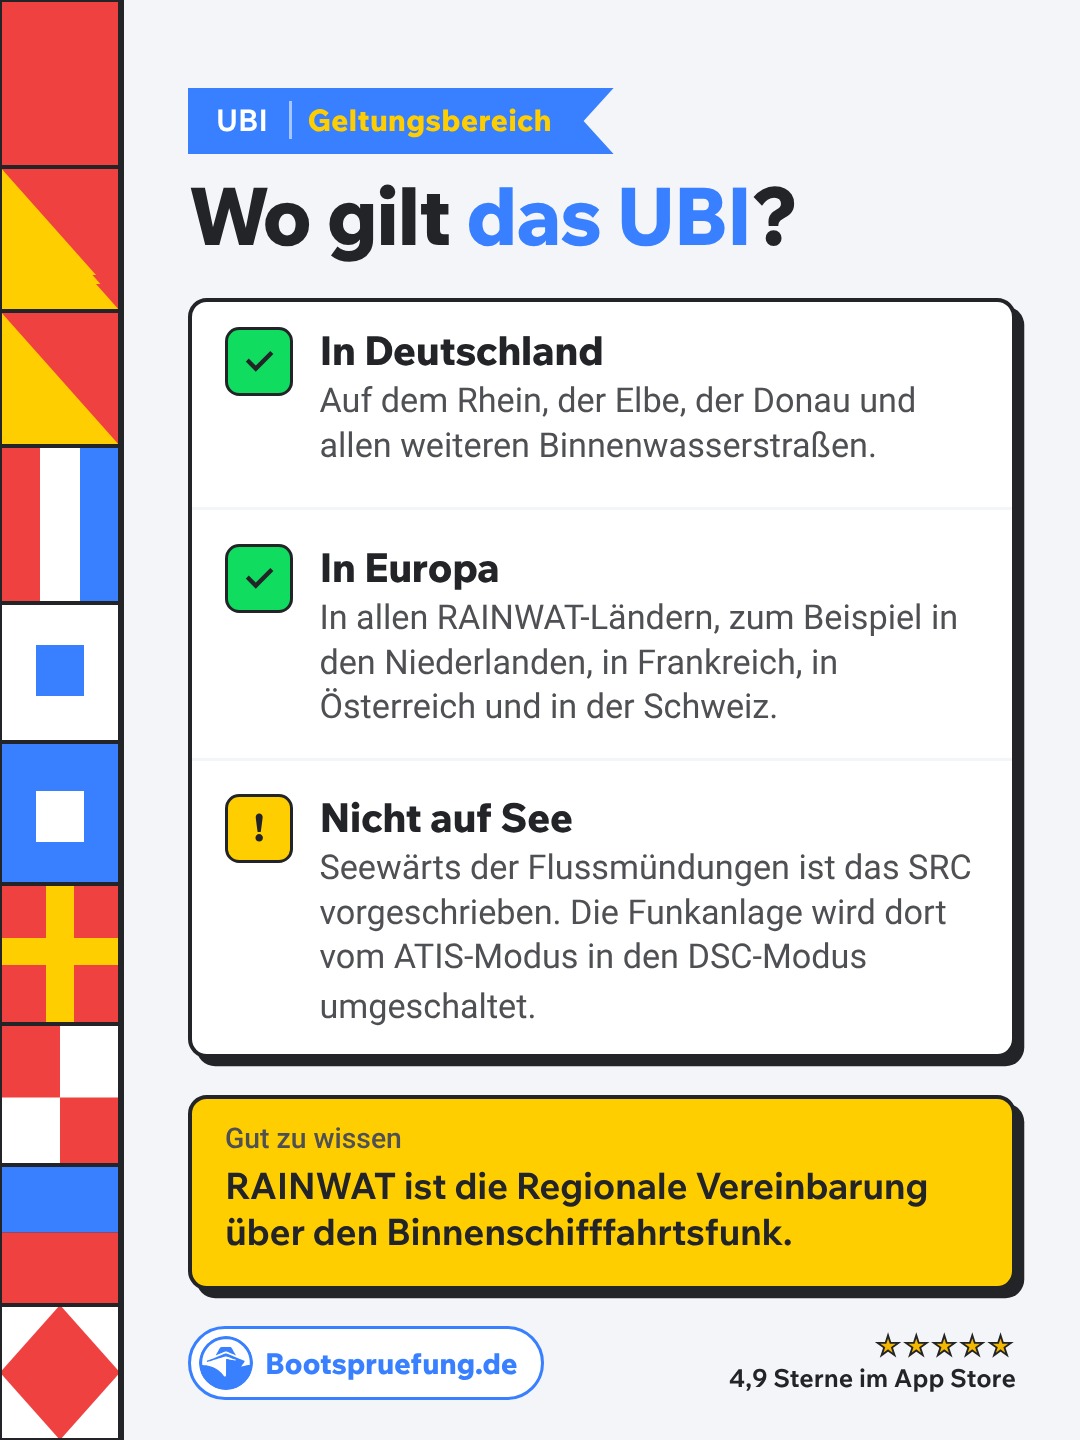 UBI | Geltungsbereich
Wo gilt das UBI?
In Deutschland
Auf dem Rhein, der Elbe, der Donau und
allen weiteren Binnenwasserstraßen.
In Europa
In allen RAINWAT-Ländern, zum Beispiel in
den Niederlanden, in Frankreich, in
Österreich und in der Schweiz.
!
Nicht auf See
Seewärts der Flussmündungen ist das SRC
vorgeschrieben. Die Funkanlage wird dort
vom ATIS-Modus in den DSC-Modus
umgeschaltet.
Gut zu wissen
RAINWAT ist die Regionale Vereinbarung
über den Binnenschifffahrtsfunk.
Bootspruefung.de
4,9 Sterne im App Store